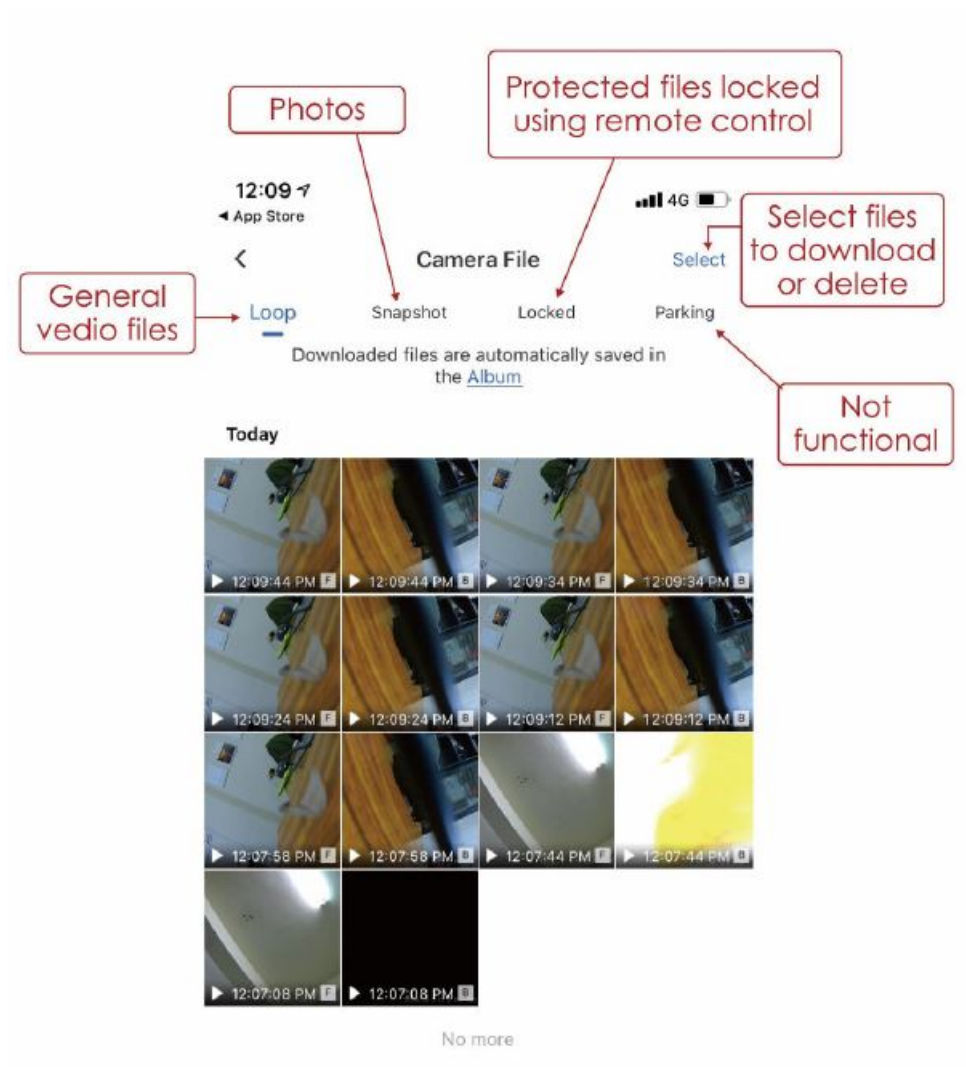 Photos
Protected files locked
using remote control
12:09
App Store
4G
Select files
to download
or delete
Camera File
Select
General
vedio files
Loop
Snapshot
Locked
Parking
Downloaded files are automatically saved in
the Album
Not
functional
Today
12:09:44 PM F
12:09:44 PM B
12:09:34 PM F
12:09:34 PM B
12:09:24 PM F
12:09:24 PM B
12:09:12 PM F
12:09:12 PM B
12:07:58 PM F
12:07:58 PM B
12:07:44 PM F
12:07:44 PM B
12:07:08 PM F
12:07:08 PM B
No more